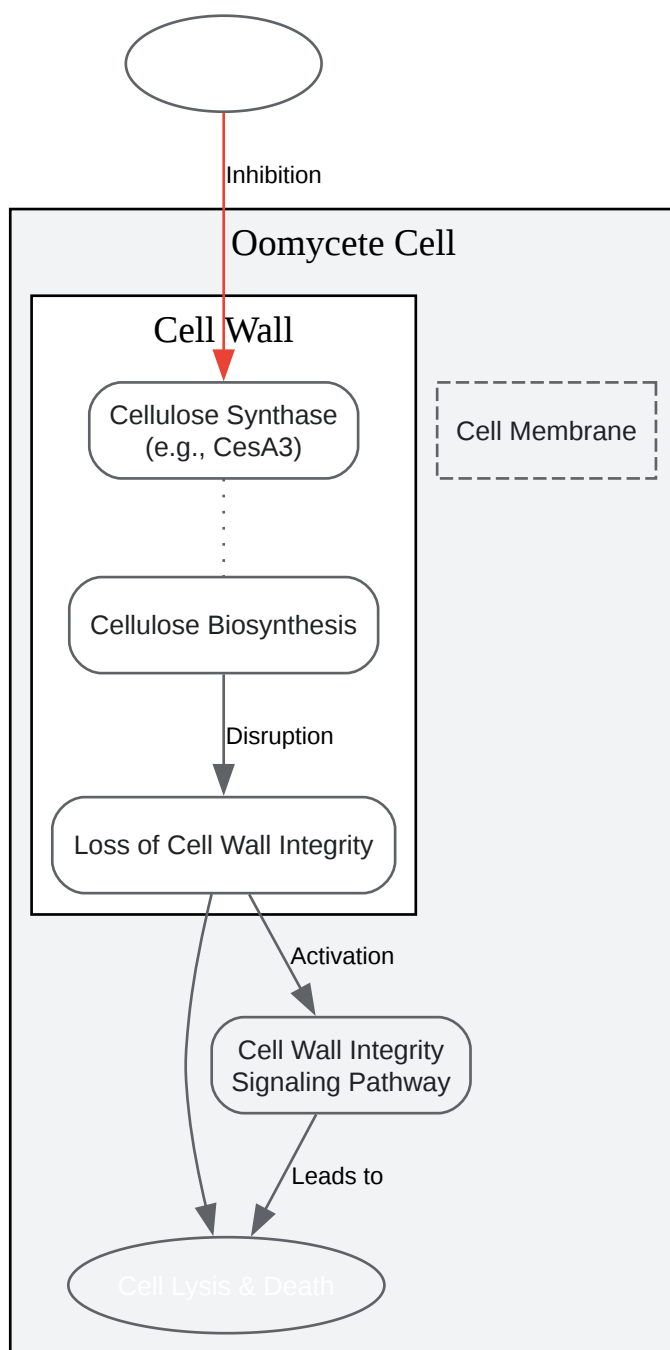 Inhibition
Oomycete Cell
Cell Wall
Cellulose Synthase
(e.g., CesA3)
Cell Membrane
Cellulose Biosynthesis
Disruption
Loss of Cell Wall Integrity
Activation
Cell Wall Integrity
Signaling Pathway
Leads to
Cell Lysis & Death